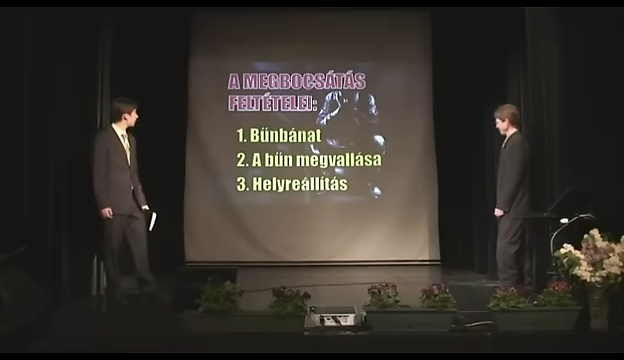 A MEGBOCSÁTÁS
FELTÉTELEI:
1. Bűnbánat
2. A bűn megvallása
3. Helyreállítás